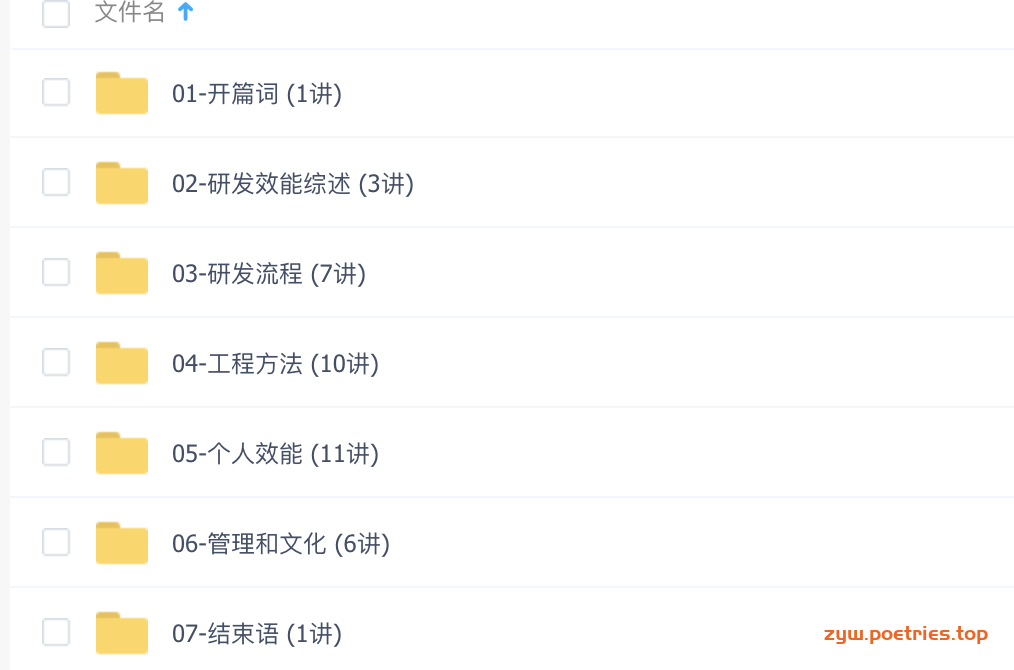 文件名
01-开篇词 (1讲)
02-研发效能综述 (3讲)
03-研发流程 (7讲)
04-工程方法 (10讲)
05-个人效能 (11讲)
06-管理和文化 (6讲)
07-结束语 (1讲)
zyw.poetries.top